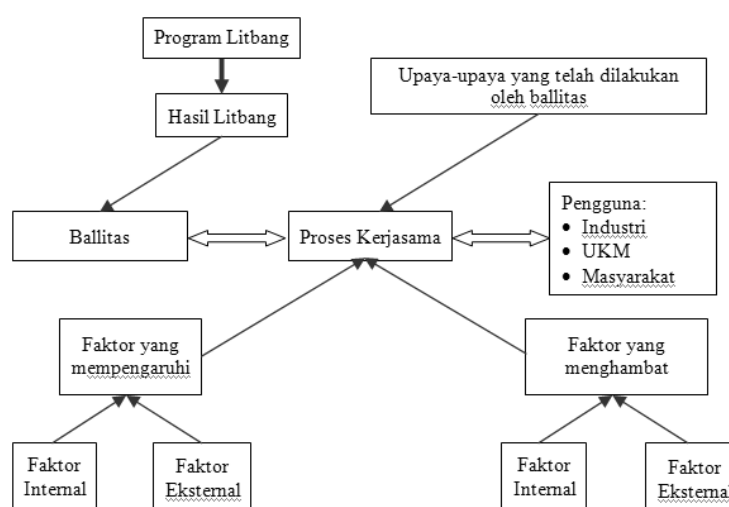 Program Litbang
Upaya-upaya yang telah dilakukan
oleh ballitas
Hasil Litbang
Ballitas
Proses Kerjasama
Pengguna:
• Industri
• UKM
• Masyarakat
Faktor yang
mempengaruhi
Faktor yang
menghambat
Faktor
Internal
Faktor
Eksternal
Faktor
Internal
Faktor
Eksternal